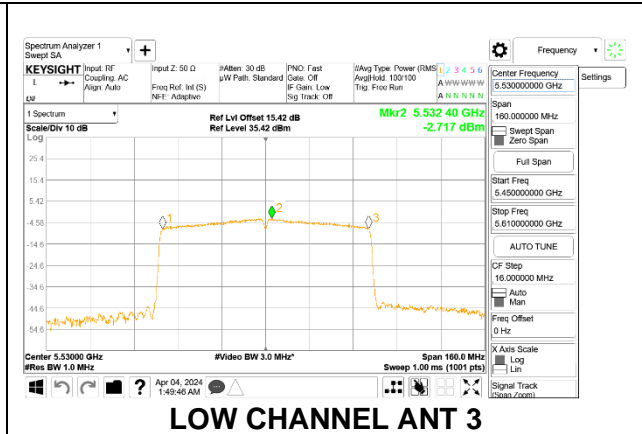 Spectrum Analyzer 1
Swept SA
Frequency
KEYSIGHT
Input: RF
Coupling: AC
Align: Auto
Input Z: 50 Ω
Freq Ref: Int (S)
NFE: Adaptive
#Atten: 30 dB
µW Path: Standard
PNO: Fast
Gate: Off
IF Gain: Low
Sig Track: Off
#Avg Type: Power (RMS
Avg|Hold: 100/100
Trig: Free Run
1 2 3 4 5 6
A W W W W W
A N N N N N
L
1 Spectrum
Scale/Div 10 dB
Log
Ref Lvl Offset 15.42 dB
Ref Level 35.42 dBm
Mkr2 5.532 40 GHz
-2.717 dBm
25.4
15.4
5.42
-4.58
-14.6
-24.6
-34.6
-44.6
-54.6
1
2
3
Center 5.53000 GHz
#Res BW 1.0 MHz
#Video BW 3.0 MHz*
Span 160.0 MHz
Sweep 1.00 ms (1001 pts)
Center Frequency
5.530000000 GHz
Settings
Span
160.000000 MHz
Swept Span
Zero Span
Full Span
Start Freq
5.450000000 GHz
Stop Freq
5.610000000 GHz
AUTO TUNE
CF Step
16.000000 MHz
Auto
Man
Freq Offset
0 Hz
X Axis Scale
Log
Lin
Signal Track
(Span Zoom)
?
Apr 04, 2024
1:49:46 AM
LOW CHANNEL ANT 3